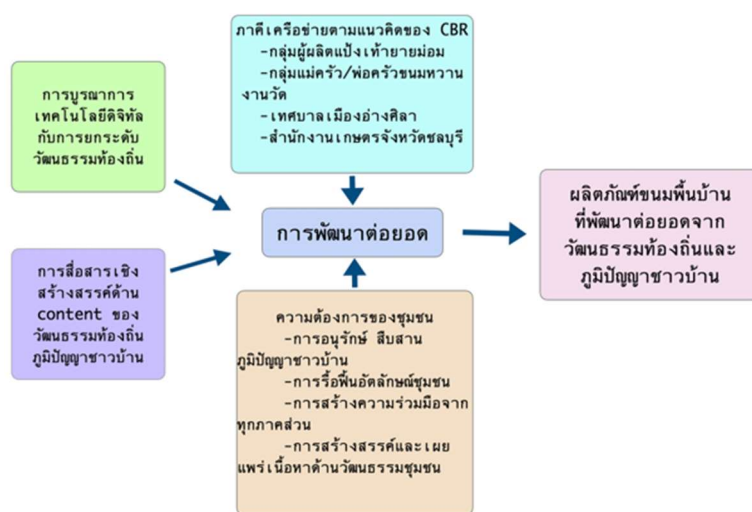 ภาคีเครือข่ายตามแนวคิดของ CBR
-กลุ่มผู้ผลิตแป้งเท้ายายม่อม
-กลุ่มแม่ครัว/พ่อครัวขนมหวาน
งานวัด
-เทศบาลเมืองอ่างศิลา
-สำนักงานเกษตรจังหวัดชลบุรี
การบูรณาการ
เทคโนโลยีดิจิทัล
กับการยกระดับ
วัฒนธรรมท้องถิ่น
การสื่อสารเชิง
สร้างสรรค์ด้าน
content ของ
วัฒนธรรมท้องถิ่น
ภูมิปัญญาชาวบ้าน
การพัฒนาต่อยอด
ความต้องการของชุมชน
-การอนุรักษ์ สืบสาน
ภูมิปัญญาชาวบ้าน
-การรื้อฟื้นอัตลักษณ์ชุมชน
-การสร้างความร่วมมือจาก
ทุกภาคส่วน
-การสร้างสรรค์และเผย
แพร่เนื้อหาด้านวัฒนธรรมชุมชน
ผลิตภัณฑ์ขนมพื้นบ้าน
ที่พัฒนาต่อยอดจาก
วัฒนธรรมท้องถิ่นและ
ภูมิปัญญาชาวบ้าน